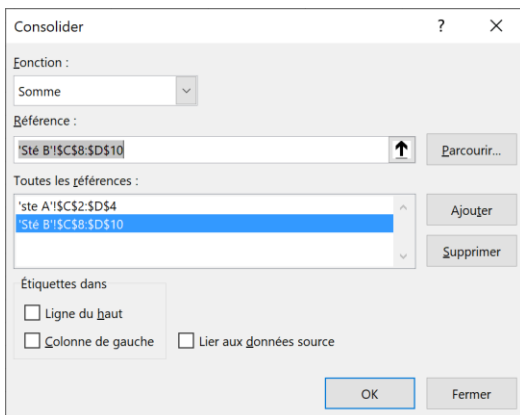 Consolider ?
Fonction :
Somme
Référence :
'Sté B'!$C$8:$D$10 Parcourir...
Toutes les références :
'ste A'!$C$2:$D$4
'Sté B'!$C$8:$D$10
Ajouter
Supprimer
Étiquettes dans
Ligne du haut
Colonne de gauche Lier aux données source
OK Fermer